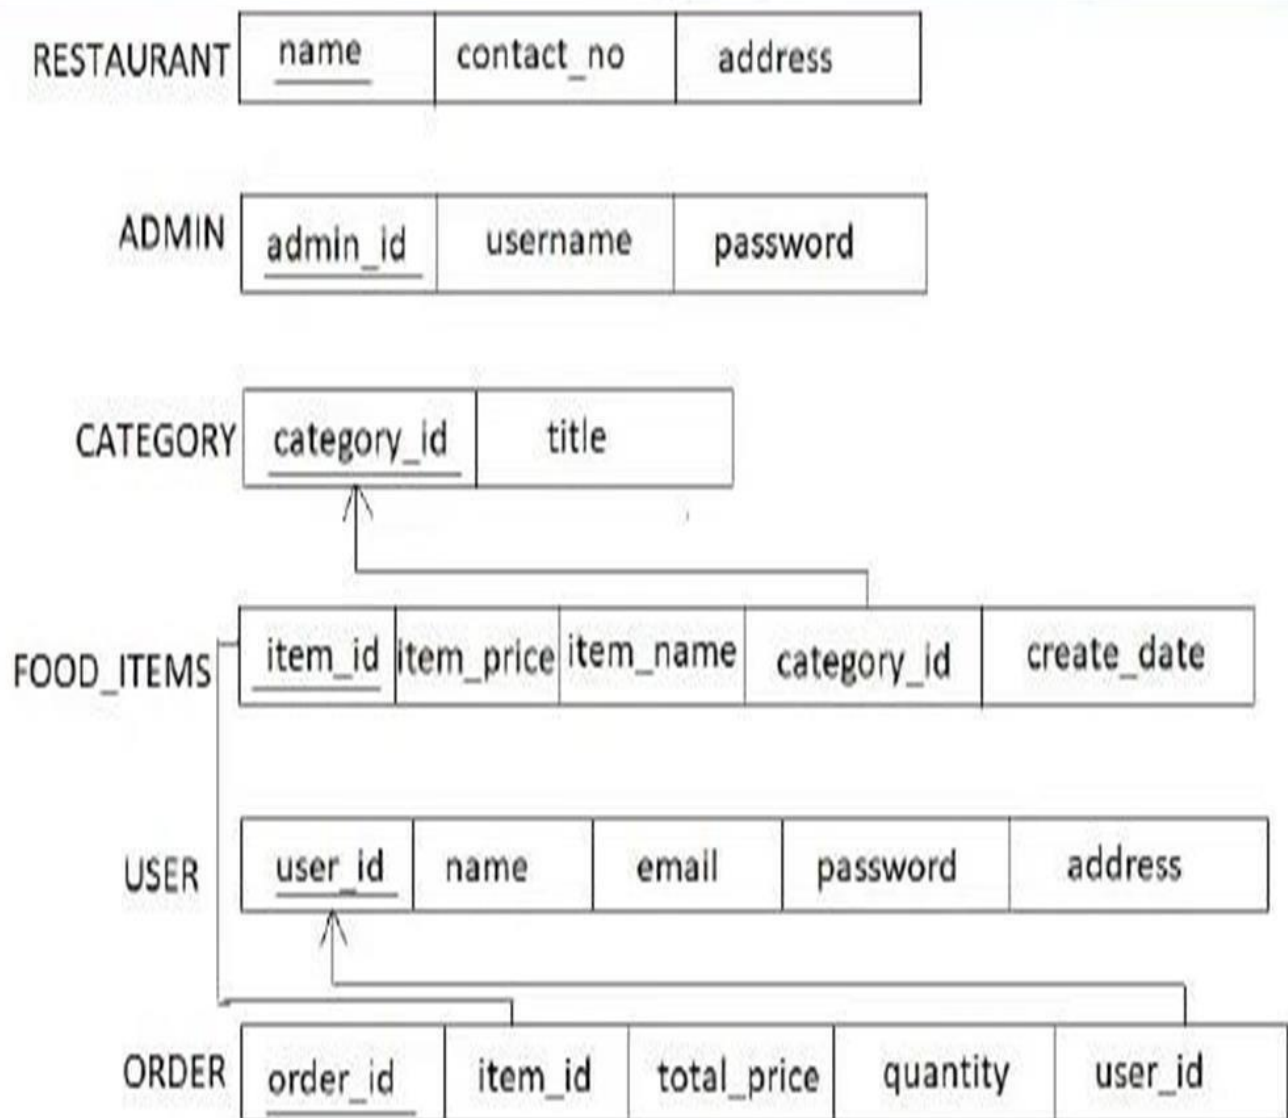 RESTAURANT name contact_no address
ADMIN admin_id username password
CATEGORY category_id title
FOOD_ITEMS item_id item_price item_name category_id create_date
USER user_id name email password address
ORDER order_id item_id total_price quantity user_id